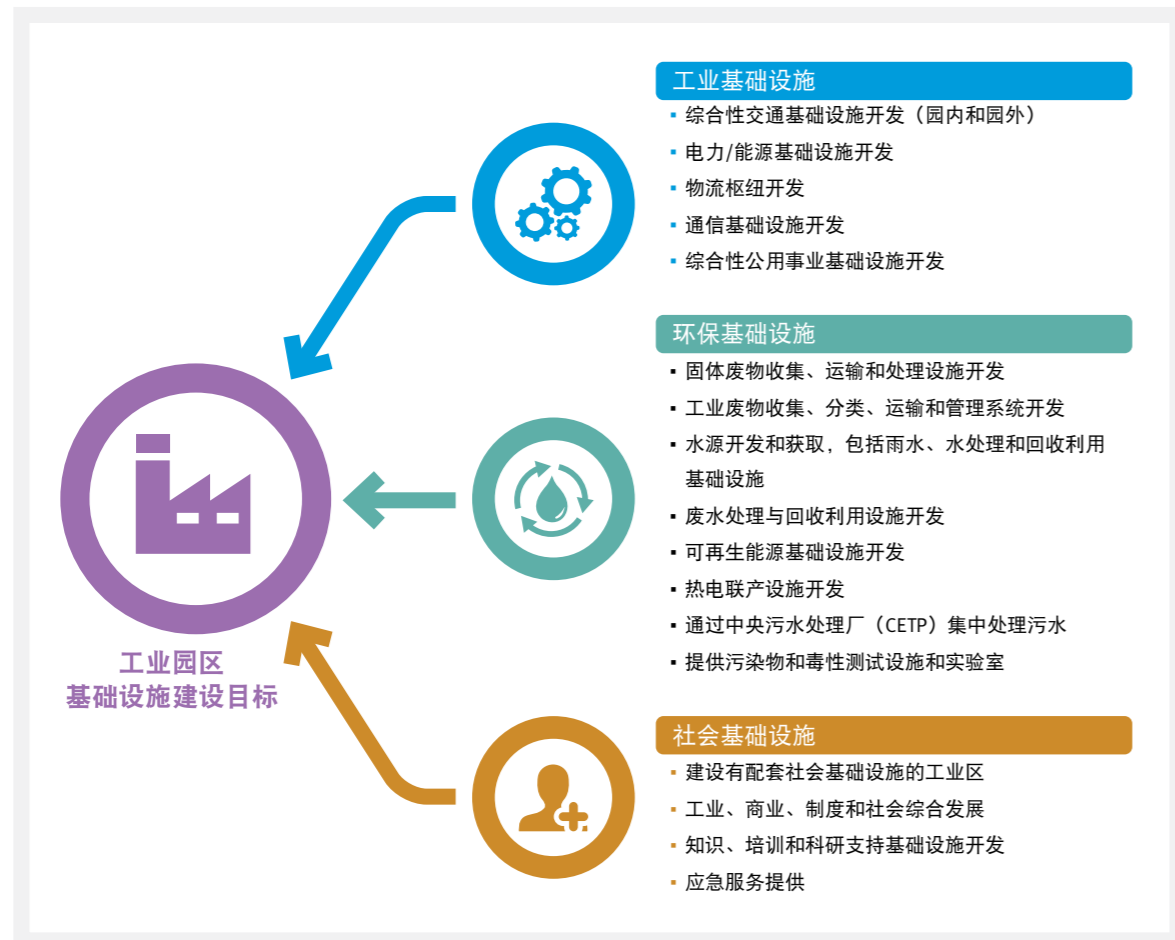 工业基础设施
▪ 综合性交通基础设施开发（园内和园外）
▪ 电力/能源基础设施开发
▪ 物流枢纽开发
▪ 通信基础设施开发
▪ 综合性公用事业基础设施开发
环保基础设施
▪ 固体废物收集、运输和处理设施开发
▪ 工业废物收集、分类、运输和管理系统开发
▪ 水源开发和获取，包括雨水、水处理和回收利用
基础设施
▪ 废水处理与回收利用设施开发
▪ 可再生能源基础设施开发
▪ 热电联产设施开发
▪ 通过中央污水处理厂（CETP）集中处理污水
▪ 提供污染物和毒性测试设施和实验室
工业园区
基础设施建设目标
社会基础设施
▪ 建设有配套社会基础设施的工业区
▪ 工业、商业、制度和社会综合发展
▪ 知识、培训和科研支持基础设施开发
▪ 应急服务提供